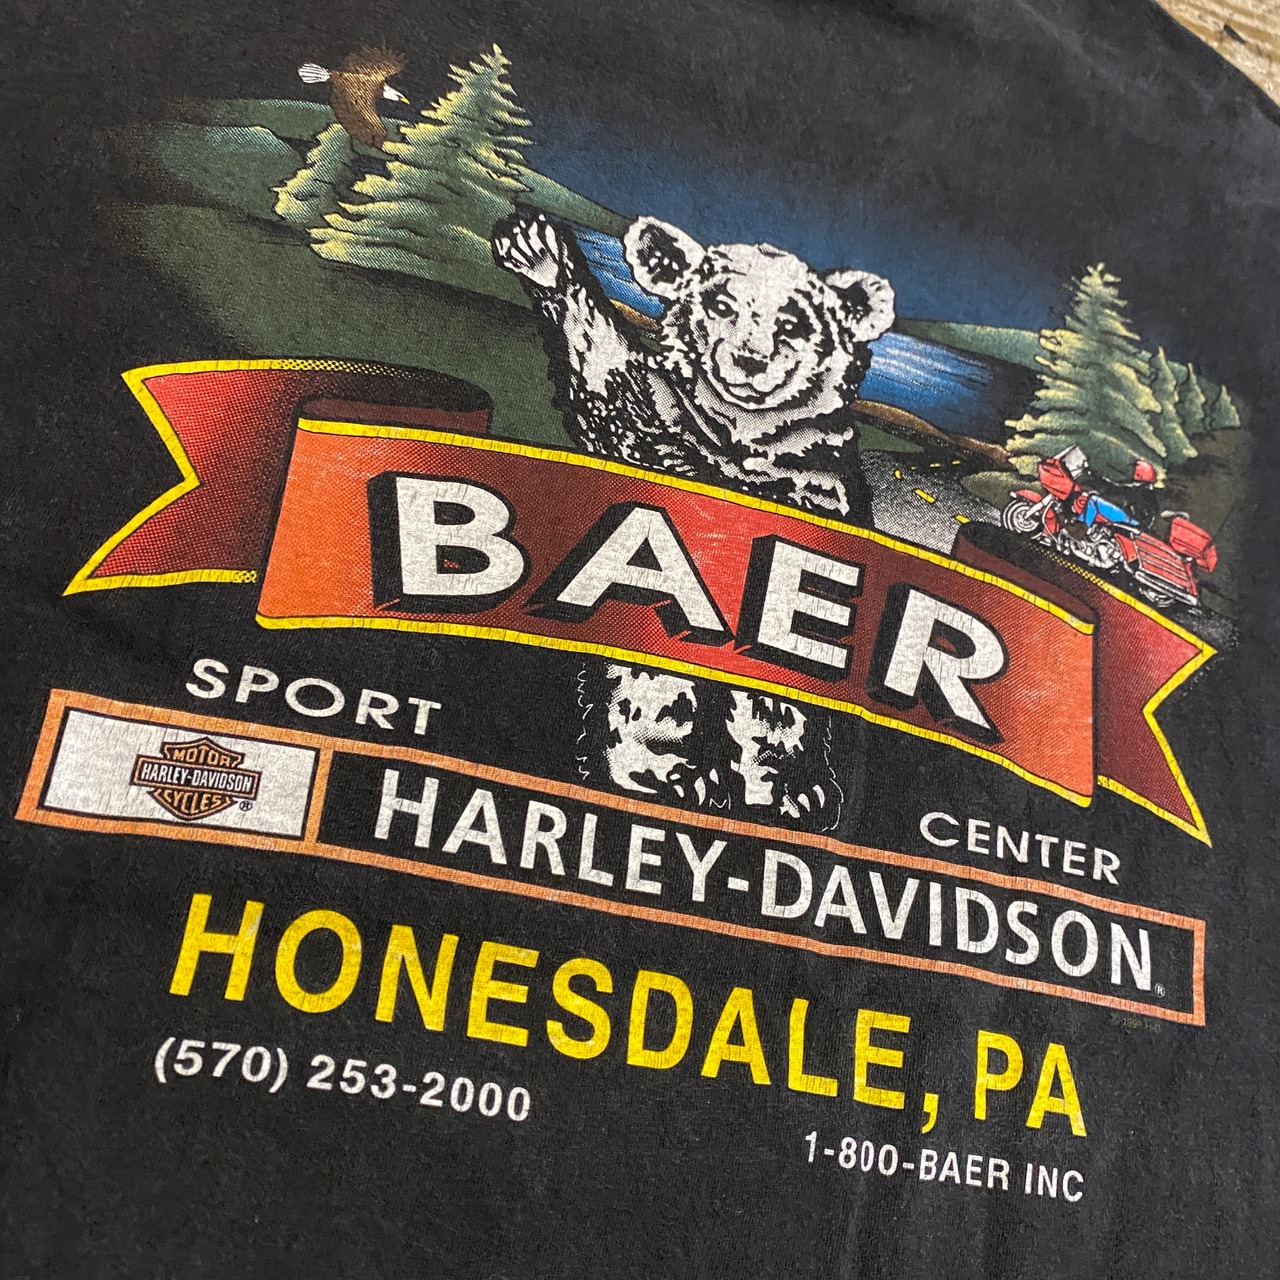 BAER
SPORT
CENTER
MOTOR
HARLEY-DAVIDSON
CYCLES
®
HARLEY-DAVIDSON®
HONESDALE, PA
(570) 253-2000
1-800-BAER INC